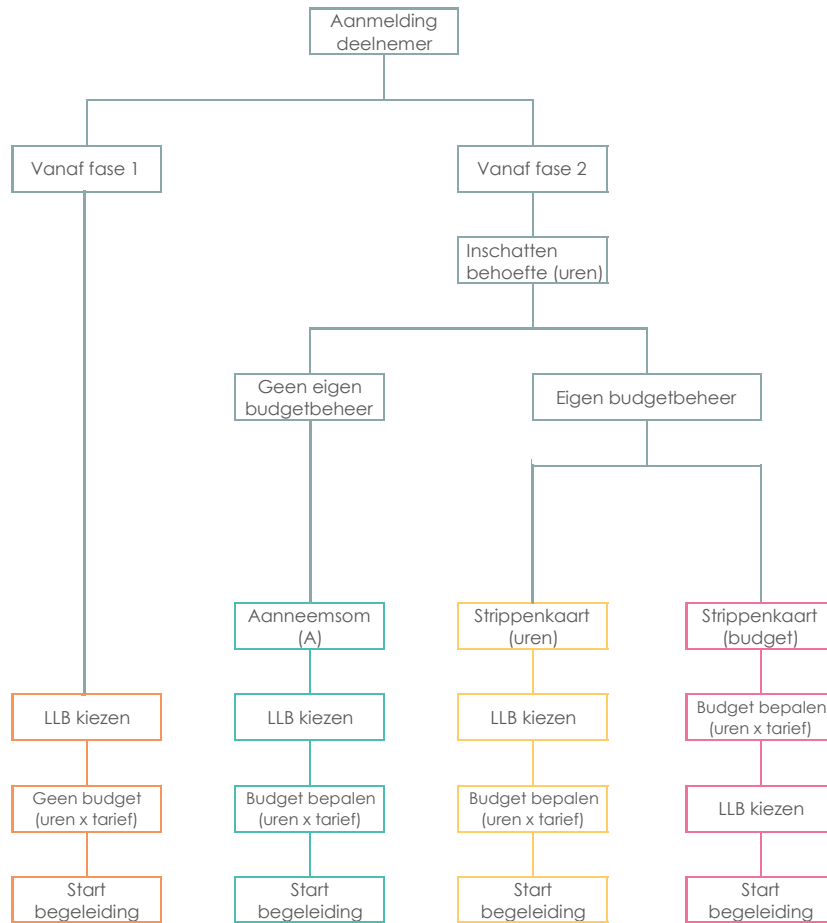 Aanmelding
deelnemer
Vanaf fase 1
Vanaf fase 2
Inschatten
behoefte (uren)
Geen eigen
budgetbeheer
Eigen budgetbeheer
Aanneemsom
(A)
Strippenkaart
(uren)
Strippenkaart
(budget)
LLB kiezen
LLB kiezen
LLB kiezen
Budget bepalen
(uren x tarief)
Geen budget
(uren x tarief)
Budget bepalen
(uren x tarief)
Budget bepalen
(uren x tarief)
LLB kiezen
Start
begeleiding
Start
begeleiding
Start
begeleiding
Start
begeleiding